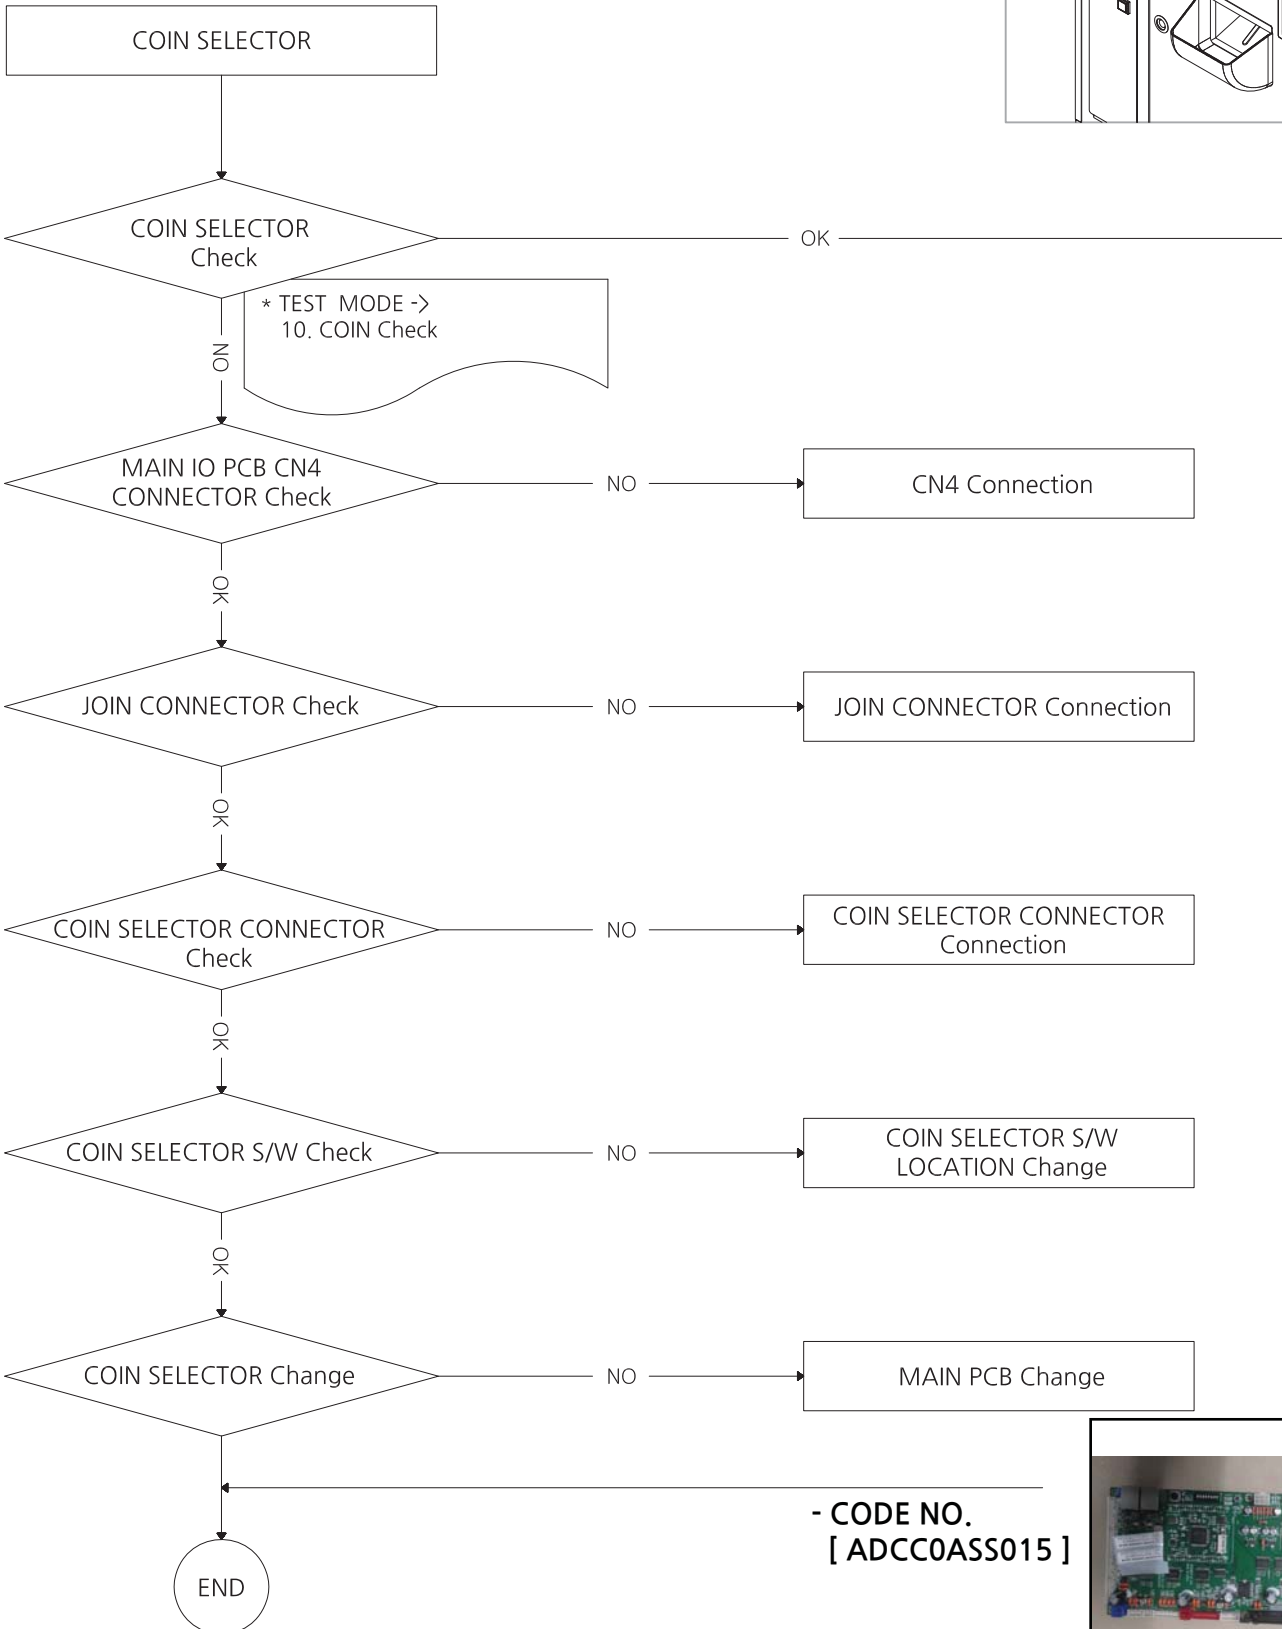 COIN SELECTOR
COIN SELECTOR
Check
OK
* TEST MODE ->
10. COIN Check
NO
MAIN IO PCB CN4
CONNECTOR Check
NO
CN4 Connection
OK
JOIN CONNECTOR Check
NO
JOIN CONNECTOR Connection
OK
COIN SELECTOR CONNECTOR
Check
NO
COIN SELECTOR CONNECTOR
Connection
OK
COIN SELECTOR S/W Check
NO
COIN SELECTOR S/W
LOCATION Change
OK
COIN SELECTOR Change
NO
MAIN PCB Change
- CODE NO.
[ ADCC0ASS015 ]
END